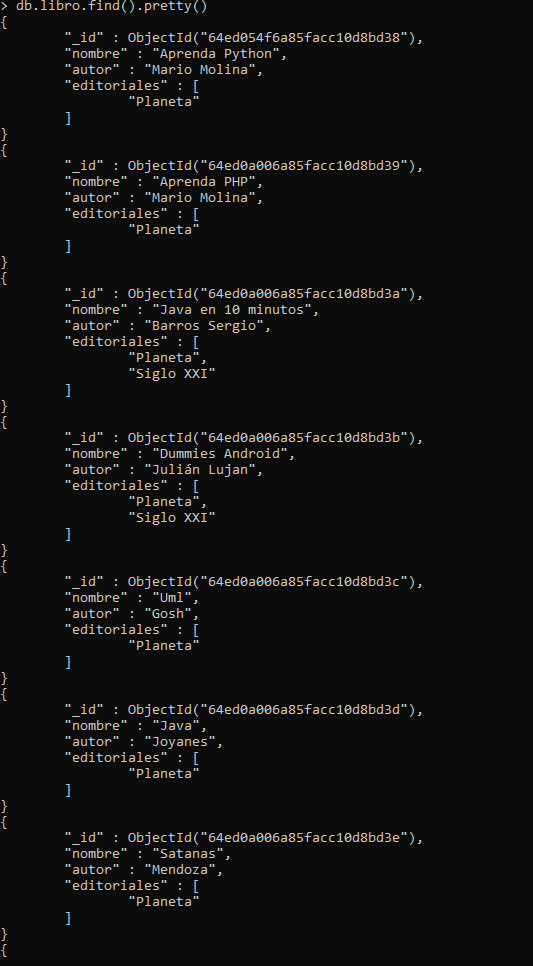 > db.libro.find().pretty()
{
"_id" : ObjectId("64ed054f6a85facc10d8bd38"),
"nombre" : "Aprenda Python",
"autor" : "Mario Molina",
"editoriales" : [
"Planeta"
]
}
{
"_id" : ObjectId("64ed0a006a85facc10d8bd39"),
"nombre" : "Aprenda PHP",
"autor" : "Mario Molina",
"editoriales" : [
"Planeta"
]
}
{
"_id" : ObjectId("64ed0a006a85facc10d8bd3a"),
"nombre" : "Java en 10 minutos",
"autor" : "Barros Sergio",
"editoriales" : [
"Planeta",
"Siglo XXI"
]
}
{
"_id" : ObjectId("64ed0a006a85facc10d8bd3b"),
"nombre" : "Dummies Android",
"autor" : "Julián Lujan",
"editoriales" : [
"Planeta",
"Siglo XXI"
]
}
{
"_id" : ObjectId("64ed0a006a85facc10d8bd3c"),
"nombre" : "Uml",
"autor" : "Gosh",
"editoriales" : [
"Planeta"
]
}
{
"_id" : ObjectId("64ed0a006a85facc10d8bd3d"),
"nombre" : "Java",
"autor" : "Joyanes",
"editoriales" : [
"Planeta"
]
}
{
"_id" : ObjectId("64ed0a006a85facc10d8bd3e"),
"nombre" : "Satanas",
"autor" : "Mendoza",
"editoriales" : [
"Planeta"
]
}
{